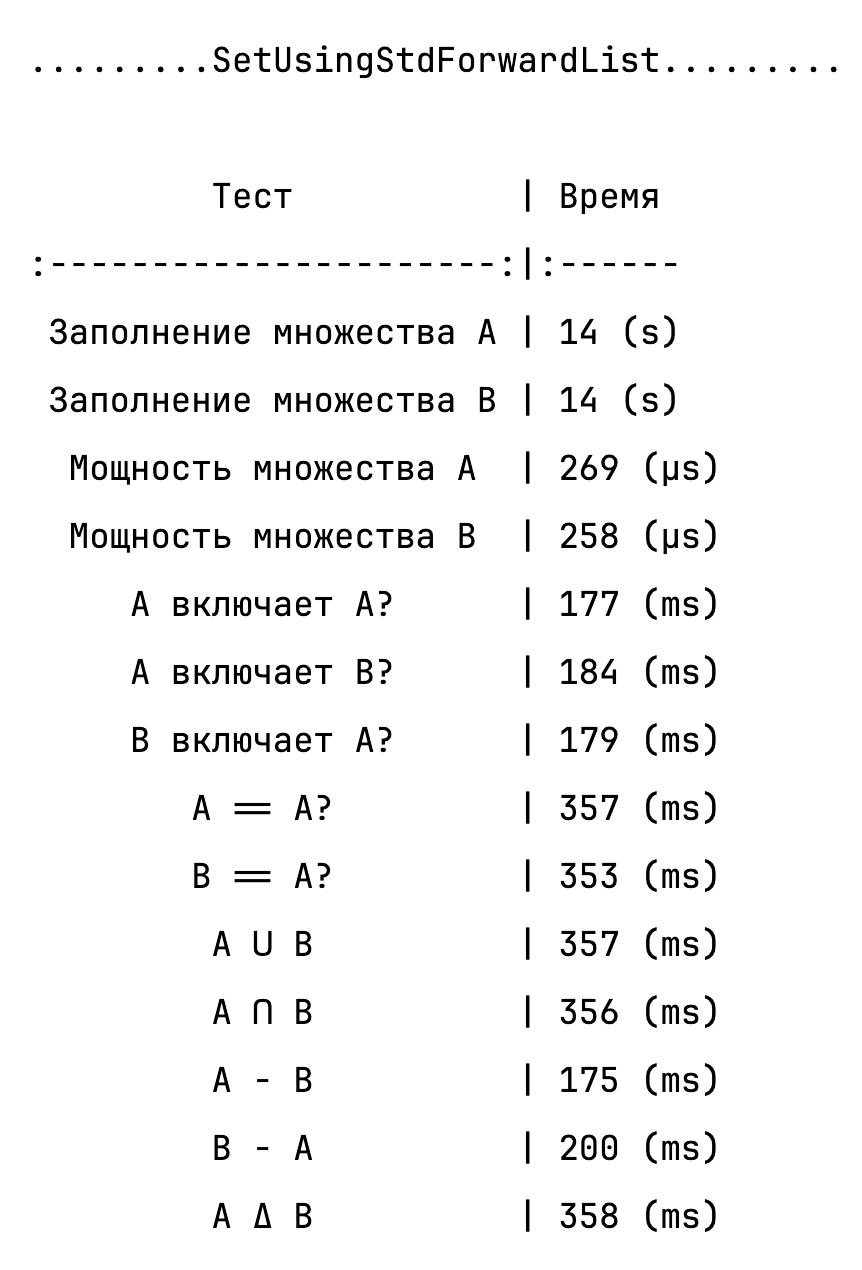 .........SetUsingStdForwardList.........
Тест | Время
:----------------------:|:------
Заполнение множества A | 14 (s)
Заполнение множества B | 14 (s)
Мощность множества A | 269 (μs)
Мощность множества B | 258 (μs)
A включает A? | 177 (ms)
A включает B? | 184 (ms)
B включает A? | 179 (ms)
A == A? | 357 (ms)
B == A? | 353 (ms)
A ∪ B | 357 (ms)
A ∩ B | 356 (ms)
A - B | 175 (ms)
B - A | 200 (ms)
A Δ B | 358 (ms)